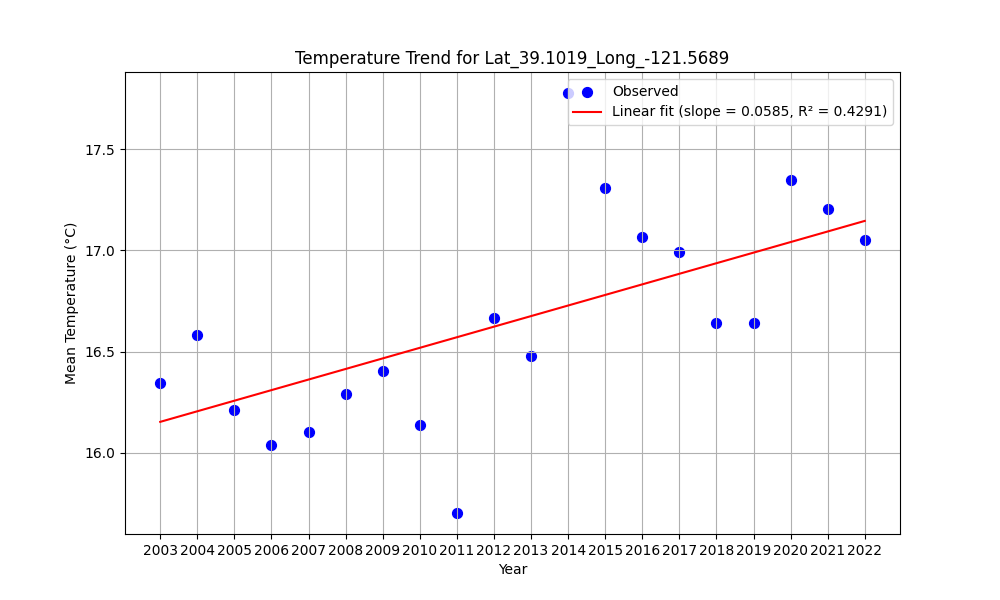 Temperature Trend for Lat_39.1019_Long_-121.5689
Observed
Linear fit (slope = 0.0585, R² = 0.4291)
Mean Temperature (°C)
17.5
17.0
16.5
16.0
2003 2004 2005 2006 2007 2008 2009 2010 2011 2012 2013 2014 2015 2016 2017 2018 2019 2020 2021 2022
Year